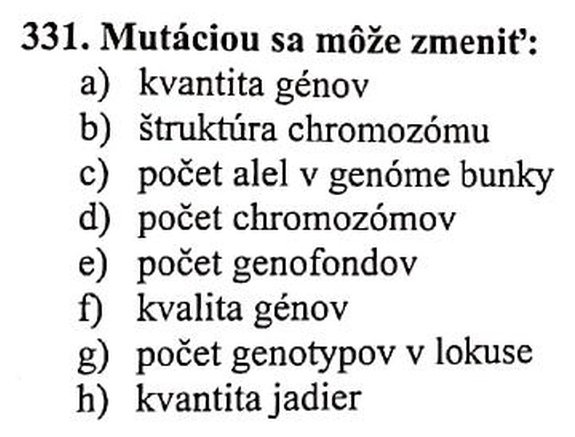 331. Mutáciou sa môže zmeniť:
a) kvantita génov
b) štruktúra chromozómu
c) počet alel v genóme bunky
d) počet chromozómov
e) počet genofondov
f) kvalita génov
g) počet genotypov v lokuse
h) kvantita jadier